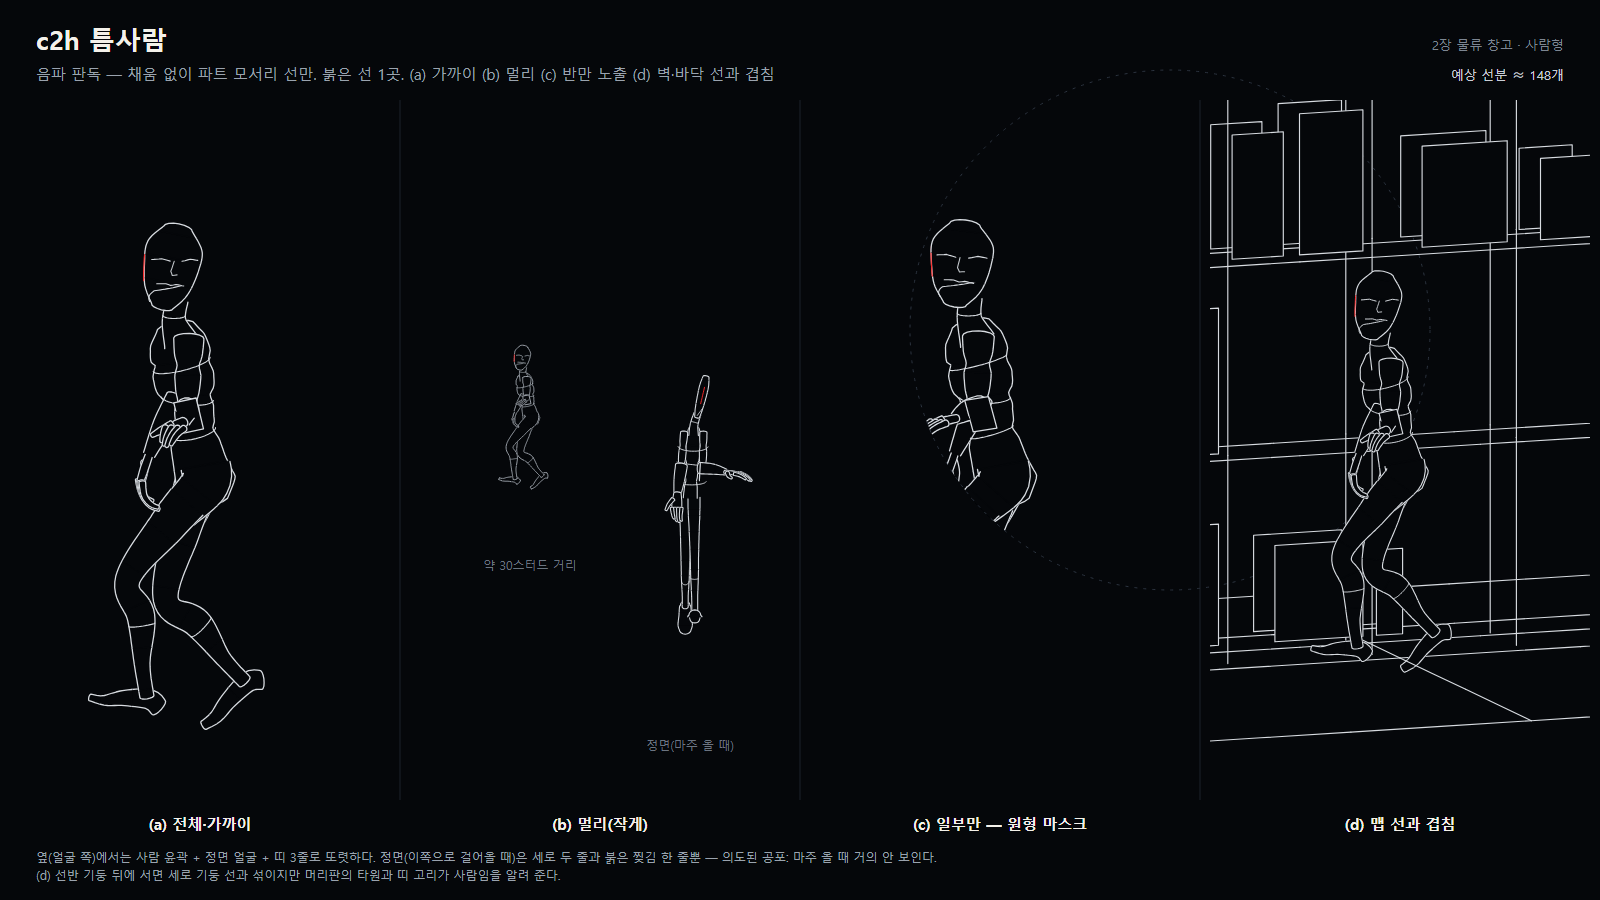 c2h 틈사람
2장 물류 창고 · 사람형
음파 판독 — 채움 없이 파트 모서리 선만. 붉은 선 1곳. (a) 가까이 (b) 멀리 (c) 반만 노출 (d) 벽·바닥 선과 겹침
예상 선분 ≈ 148개
약 30스터드 거리
정면(마주 올 때)
(a) 전체·가까이
(b) 멀리(작게)
(c) 일부만 — 원형 마스크
(d) 맵 선과 겹침
옆(얼굴 쪽)에서는 사람 윤곽 + 정면 얼굴 + 띠 3줄로 또렷하다. 정면(이쪽으로 걸어올 때)은 세로 두 줄과 붉은 찢김 한 줄뿐 — 의도된 공포: 마주 올 때 거의 안 보인다.
(d) 선반 기둥 뒤에 서면 세로 기둥 선과 섞이지만 머리판의 타원과 띠 고리가 사람임을 알려 준다.